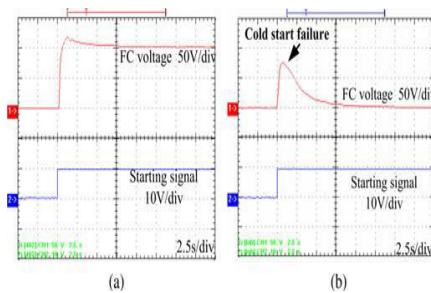 FC voltage 50V/div
Starting signal
10V/div
2.5s/div
(a)
Cold start failure
FC voltage 50V/div
Starting signal
10V/div
2.5s/div
(b)